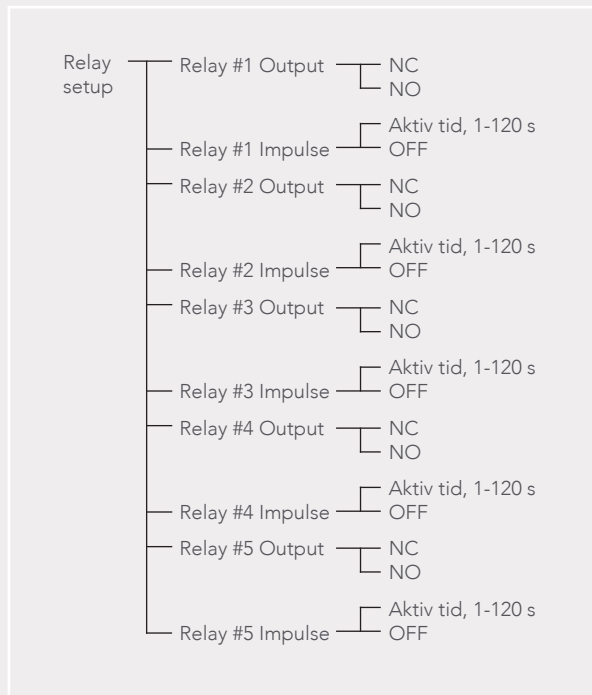 Relay setup
Relay #1 Output
NC
NO
Aktiv tid, 1-120 s
Relay #1 Impulse
OFF
Relay #2 Output
NC
NO
Aktiv tid, 1-120 s
Relay #2 Impulse
OFF
Relay #3 Output
NC
NO
Aktiv tid, 1-120 s
Relay #3 Impulse
OFF
Relay #4 Output
NC
NO
Aktiv tid, 1-120 s
Relay #4 Impulse
OFF
Relay #5 Output
NC
NO
Aktiv tid, 1-120 s
Relay #5 Impulse
OFF